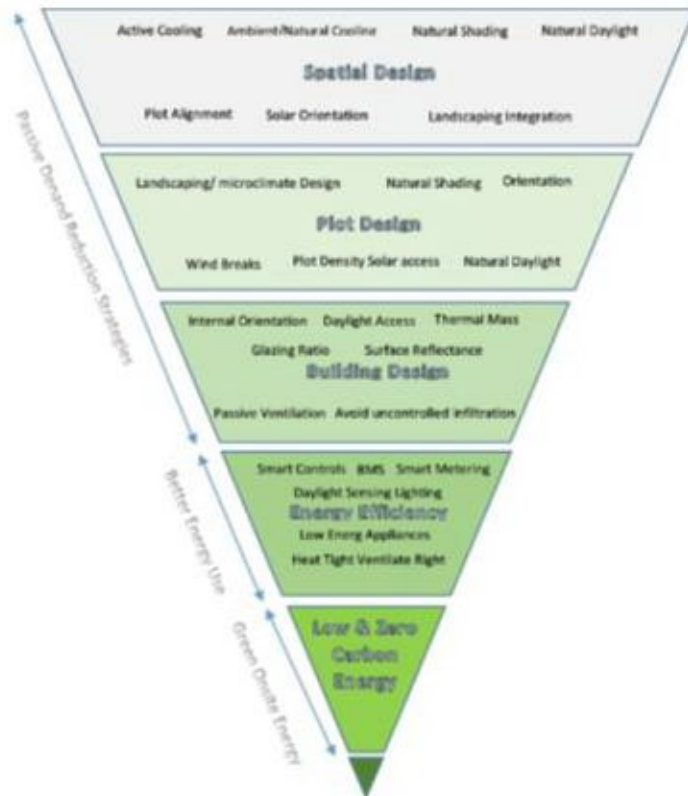 Active Cooling Ambient/Natural Cooling Natural Shading Natural Daylight
Spatial Design
Plot Alignment Solar Orientation Landscaping Integration
Landscaping/ microclimate Design Natural Shading Orientation
Plot Design
Wind Breaks Plot Density Solar access Natural Daylight
Internal Orientation Daylight Access Thermal Mass
Glazing Ratio Surface Reflectance
Building Design
Passive Ventilation Avoid uncontrolled infiltration
Smart Controls BMS Smart Metering
Daylight Sensing Lighting
Energy Efficiency
Low Energ Appliances
Heat Tight Ventilate Right
Low & Zero
Carbon
Energy
Passive Demand Reduction Strategies
Better Energy Use
Green Onsite Energy